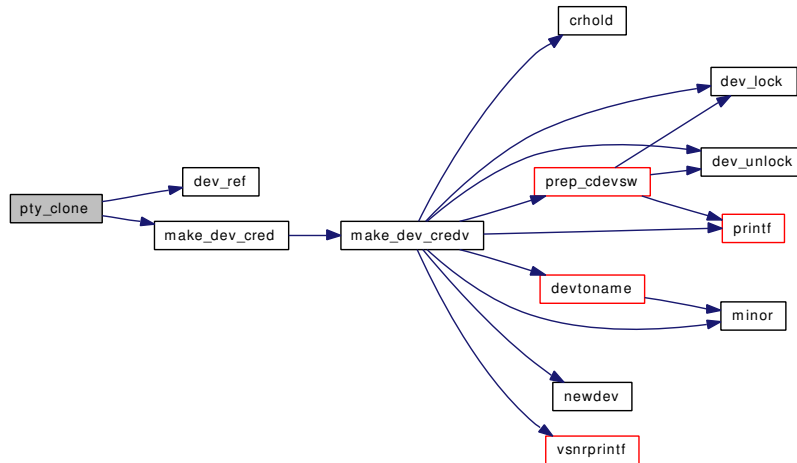 crhold
dev_lock
dev_unlock
dev_ref
prep_cdevsw
pty_clone
make_dev_cred
make_dev_credv
printf
devtoname
minor
newdev
vsnrprintf